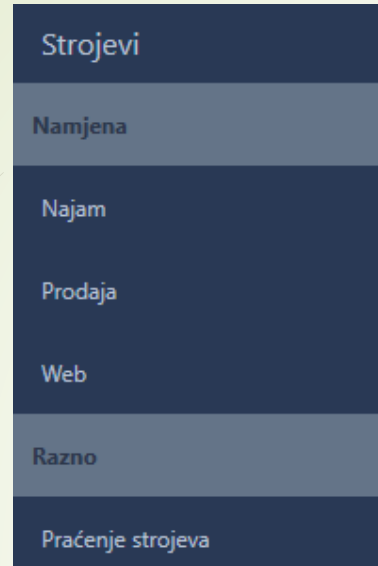 Strojevi
Namjena
Najam
Prodaja
Web
Razno
Praćenje strojeva